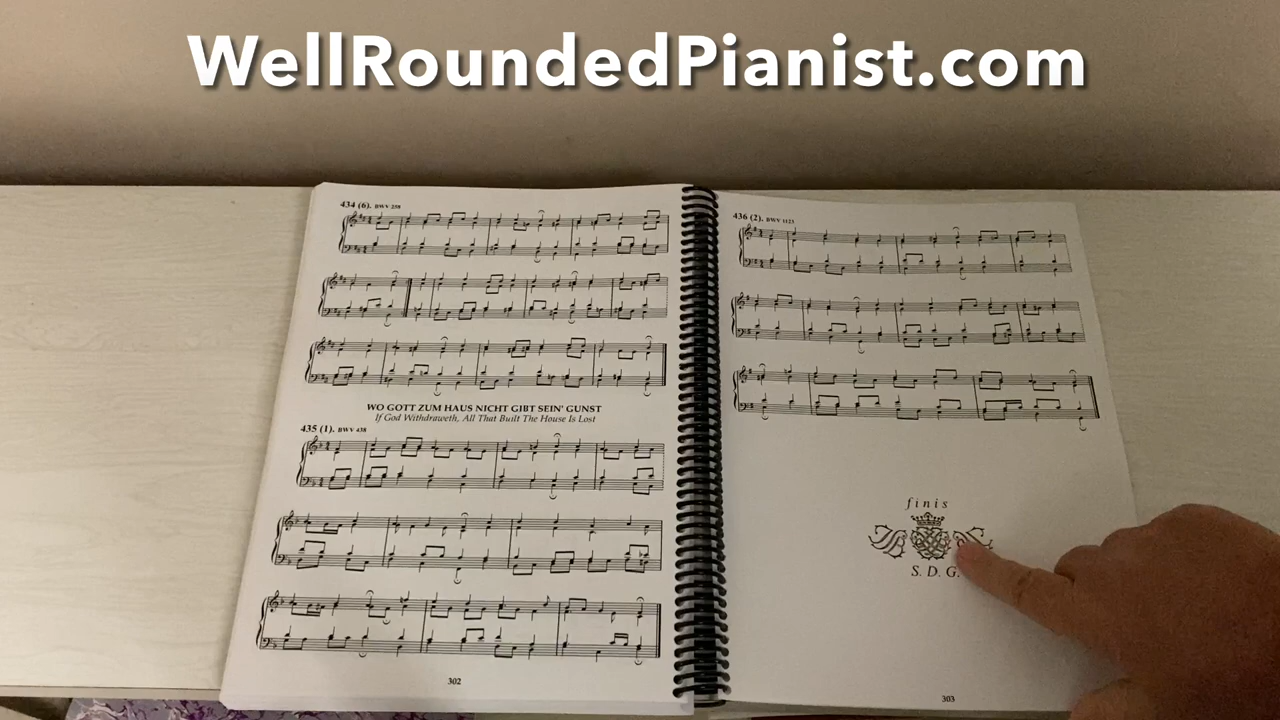 WellRoundedPianist.com
434 (6). BWV 258
WO GOTT ZUM HAUS NICHT GIBT SEIN' GUNST
If God Withdraweth, All That Built The House Is Lost
435 (1). BWV 438
302
436 (2). BWV 1123
finis
S. D. G.
303